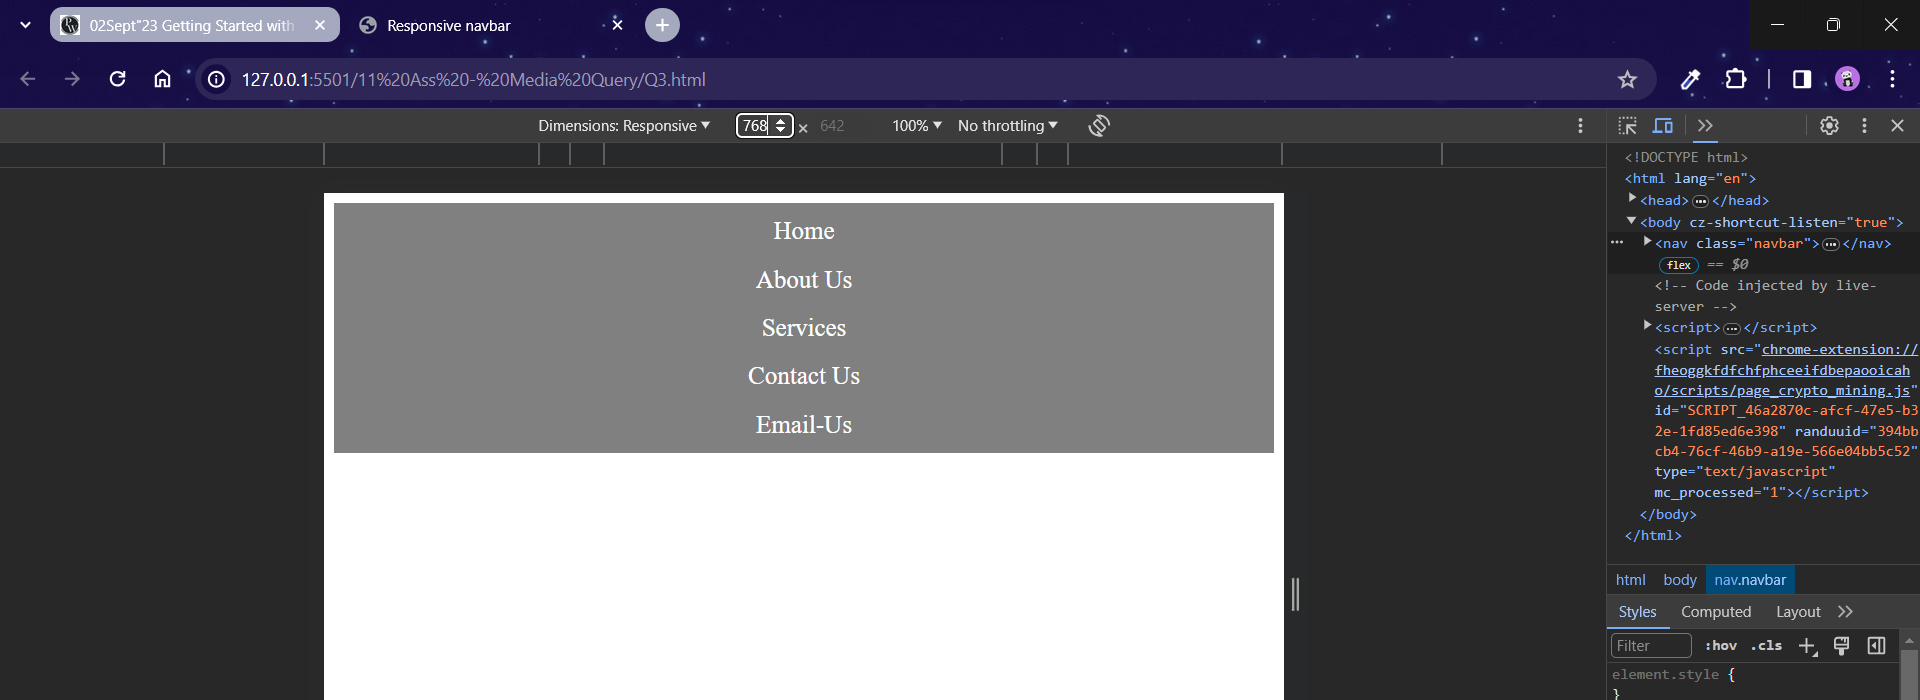 02Sept"23 Getting Started with
Responsive navbar
127.0.0.1:5501/11%20Ass%20-%20Media%20Query/Q3.html
Dimensions: Responsive
768 × 642
100%
No throttling
Home
About Us
Services
Contact Us
Email-Us
<!DOCTYPE html>
<html lang="en">
<head>…</head>
<body cz-shortcut-listen="true">
<nav class="navbar">…</nav>
flex == $0
<!-- Code injected by live-
server -->
<script>…</script>
<script src="chrome-extension://
fheoggkfdfchfphceeifdbepaooicah
o/scripts/page_crypto_mining.js"
id="SCRIPT_46a2870c-afcf-47e5-b3
2e-1fd85ed6e398" randuuid="394bb
cb4-76cf-46b9-a19e-566e04bb5c52"
type="text/javascript"
mc_processed="1"></script>
</body>
</html>
html body nav.navbar
Styles Computed Layout
Filter :hov .cls
element.style {
}